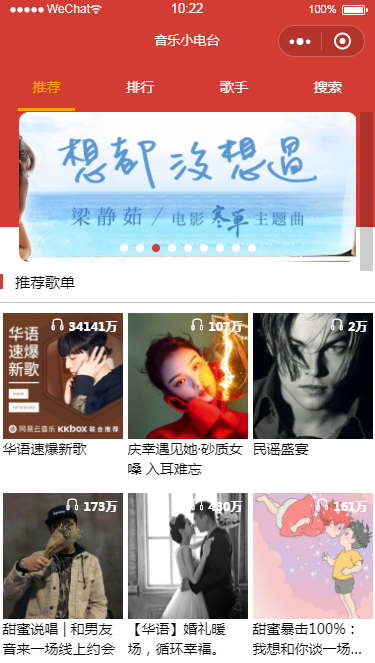 ●●●●● WeChat 10:22 100%
音乐小电台
推荐 排行 歌手 搜索
想都没想过
梁静茹 / 电影 寒单 主题曲
推荐歌单
34141万 107万 2万
华语
速爆
新歌
new
releases
网易云音乐 KKBOX 联合推荐
华语速爆新歌
庆幸遇见她·砂质女
嗓 入耳难忘
民谣盛宴
173万 430万 161万
甜蜜说唱 | 和男友
音来一场线上约会
【华语】婚礼暖
场，循环幸福。
甜蜜暴击100%：
我想和你谈一场...